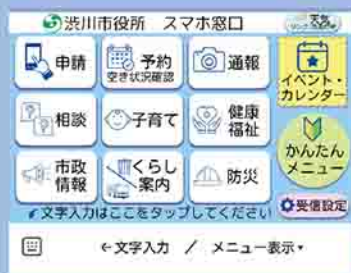 渋川市役所 スマホ窓口
天気
申請
予約
空き状況確認
通報
イベント・
カレンダー
相談
子育て
健康
福祉
かんたん
メニュー
市政
情報
くらし
案内
防災
受信設定
文字入力はここをタップしてください
←文字入力 / メニュー表示▾